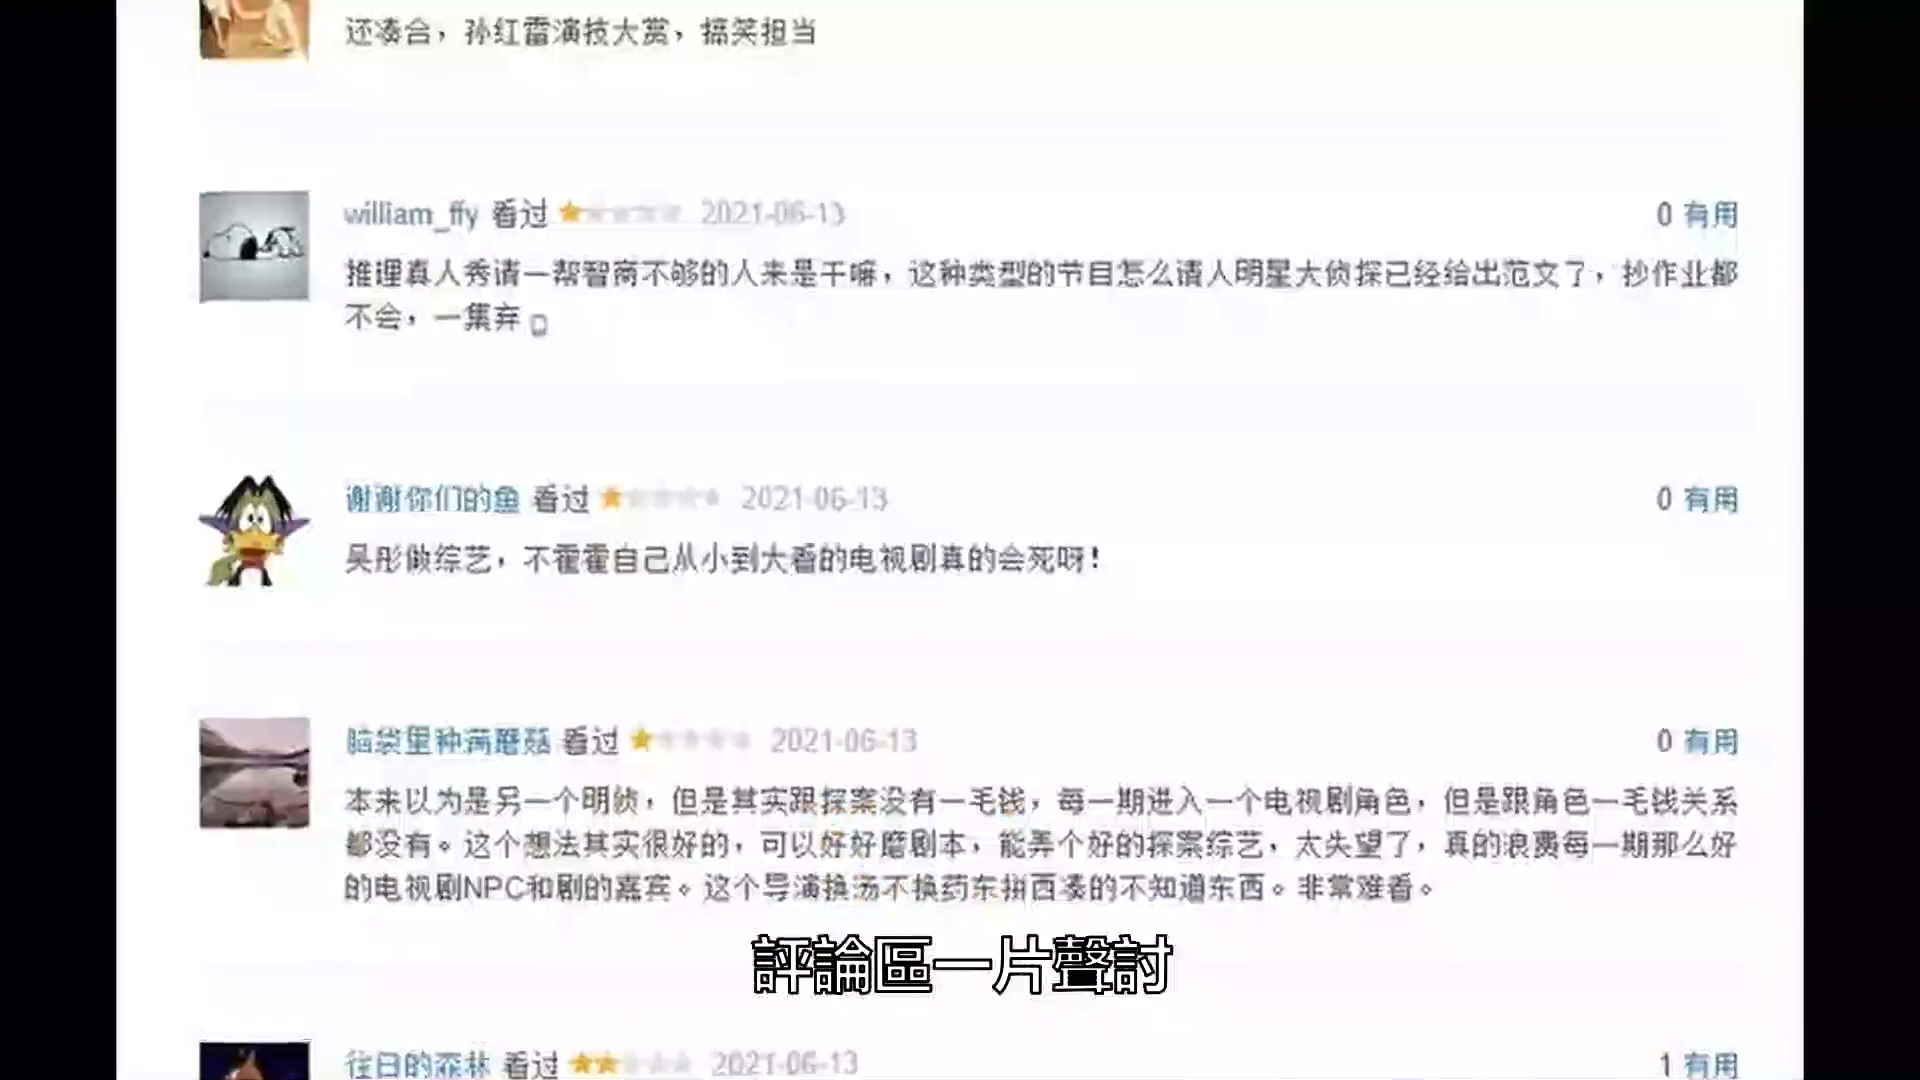 还凑合，孙红雷演技大赏，搞笑担当
william_ffy 看过 2021-06-13 0 有用
推理真人秀请一帮智商不够的人来是干嘛，这种类型的节目怎么请人明星大侦探已经给出范文了，抄作业都
不会，一集弃
谢谢你们的鱼 看过 2021-06-13 0 有用
吴彤做综艺，不霍霍自己从小到大看的电视剧真的会死呀！
脑袋里种满蘑菇 看过 2021-06-13 0 有用
本来以为是另一个明侦，但是其实跟探案没有一毛钱，每一期进入一个电视剧角色，但是跟角色一毛钱关系
都没有。这个想法其实很好的，可以好好磨剧本，能弄个好的探案综艺，太失望了，真的浪费每一期那么好
的电视剧NPC和剧的嘉宾。这个导演换汤不换药东拼西凑的不知道东西。非常难看。
評論區一片聲討
往日的森林 看过 2021-06-13 1 有用